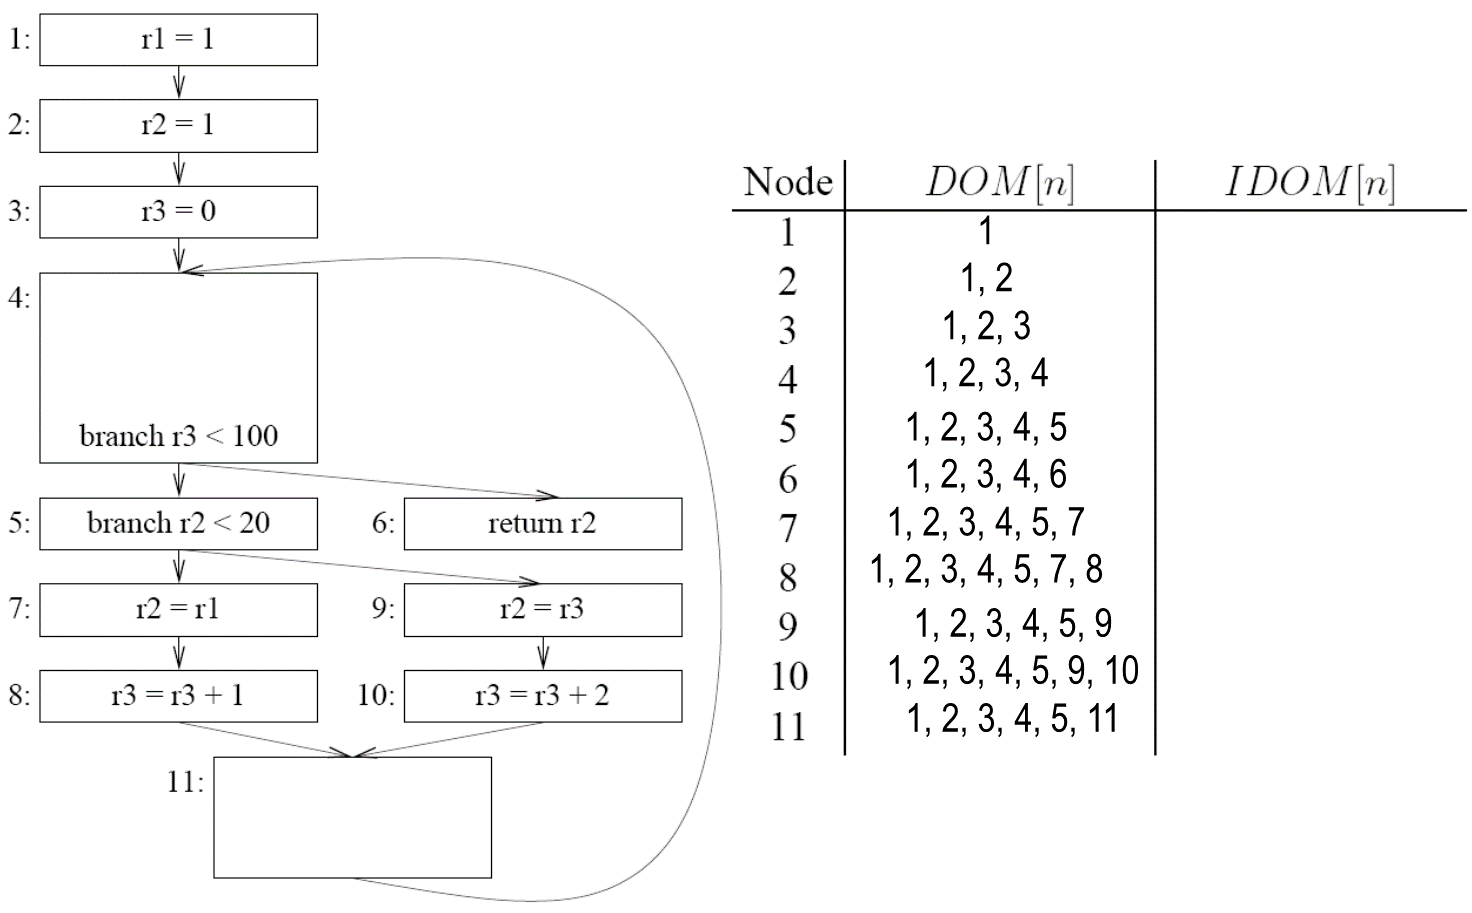 1: r1 = 1
2: r2 = 1
3: r3 = 0
4:
branch r3 < 100
5: branch r2 < 20 6: return r2
7: r2 = r1 9: r2 = r3
8: r3 = r3 + 1 10: r3 = r3 + 2
11:
Node DOM[n] IDOM[n]
1 1
2 1, 2
3 1, 2, 3
4 1, 2, 3, 4
5 1, 2, 3, 4, 5
6 1, 2, 3, 4, 6
7 1, 2, 3, 4, 5, 7
8 1, 2, 3, 4, 5, 7, 8
9 1, 2, 3, 4, 5, 9
10 1, 2, 3, 4, 5, 9, 10
11 1, 2, 3, 4, 5, 11